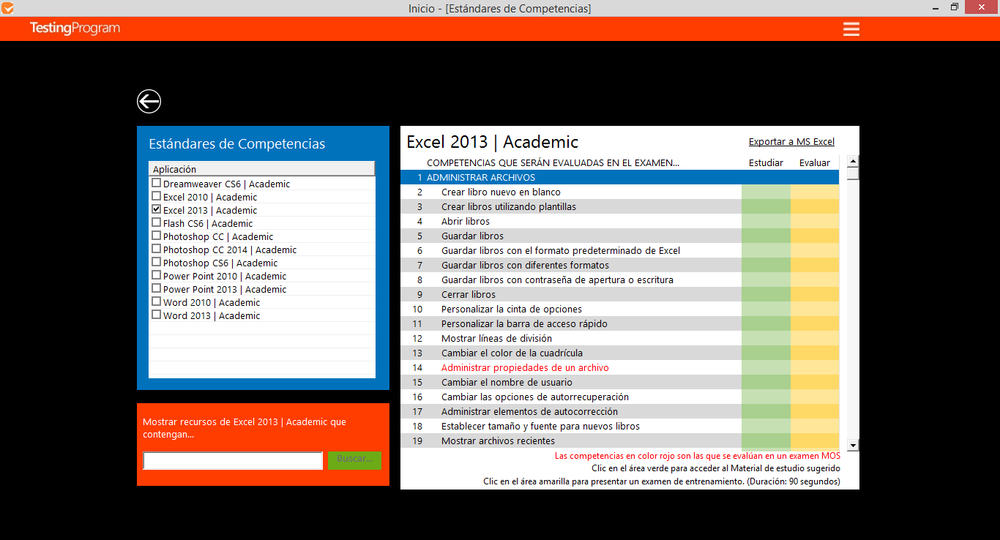 Inicio - [Estándares de Competencias]
TestingProgram
Estándares de Competencias
Aplicación
Dreamweaver CS6 | Academic
Excel 2010 | Academic
Excel 2013 | Academic
Flash CS6 | Academic
Photoshop CC | Academic
Photoshop CC 2014 | Academic
Photoshop CS6 | Academic
Power Point 2010 | Academic
Power Point 2013 | Academic
Word 2010 | Academic
Word 2013 | Academic
Mostrar recursos de Excel 2013 | Academic que
contengan...
Buscar...
Excel 2013 | Academic
Exportar a MS Excel
COMPETENCIAS QUE SERÁN EVALUADAS EN EL EXAMEN... Estudiar Evaluar
1 ADMINISTRAR ARCHIVOS
2 Crear libro nuevo en blanco
3 Crear libros utilizando plantillas
4 Abrir libros
5 Guardar libros
6 Guardar libros con el formato predeterminado de Excel
7 Guardar libros con diferentes formatos
8 Guardar libros con contraseña de apertura o escritura
9 Cerrar libros
10 Personalizar la cinta de opciones
11 Personalizar la barra de acceso rápido
12 Mostrar líneas de división
13 Cambiar el color de la cuadrícula
14 Administrar propiedades de un archivo
15 Cambiar el nombre de usuario
16 Cambiar las opciones de autorrecuperación
17 Administrar elementos de autocorrección
18 Establecer tamaño y fuente para nuevos libros
19 Mostrar archivos recientes
Las competencias en color rojo son las que se evalúan en un examen MOS
Clic en el área verde para acceder al Material de estudio sugerido
Clic en el área amarilla para presentar un examen de entrenamiento. (Duración: 90 segundos)